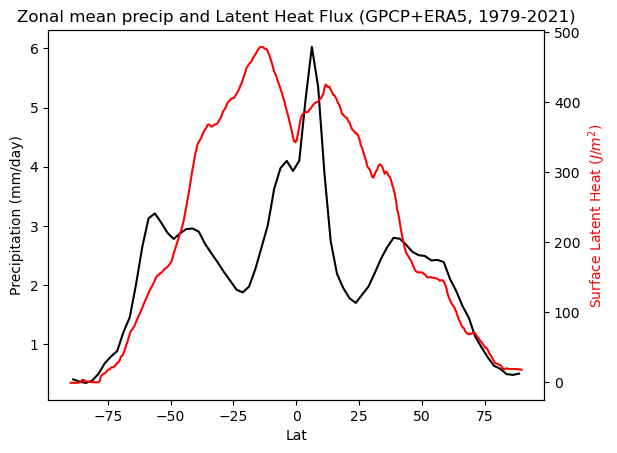 Zonal mean precip and Latent Heat Flux (GPCP+ERA5, 1979-2021)
Precipitation (mm/day)
6
5
4
3
2
1
500
400
300
200
100
0
Surface Latent Heat (J/m²)
−75 −50 −25 0 25 50 75
Lat